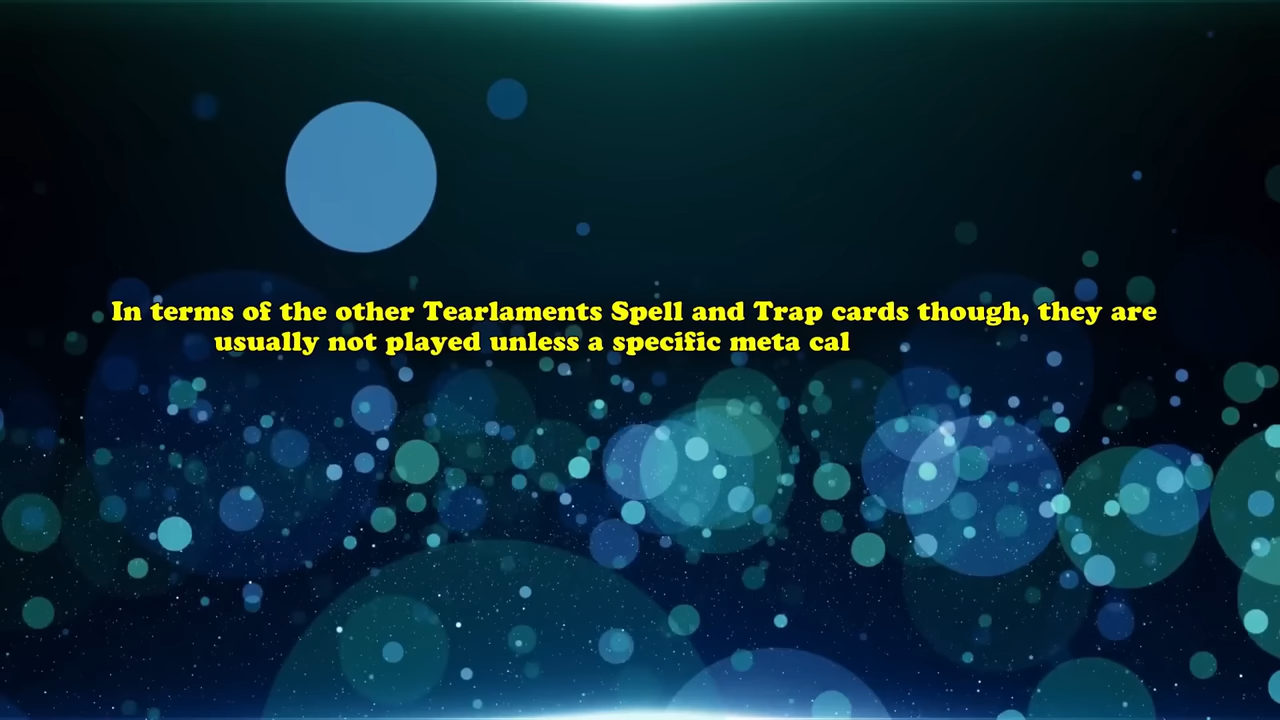 In terms of the other Tearlaments Spell and Trap cards though, they are
usually not played unless a specific meta cal